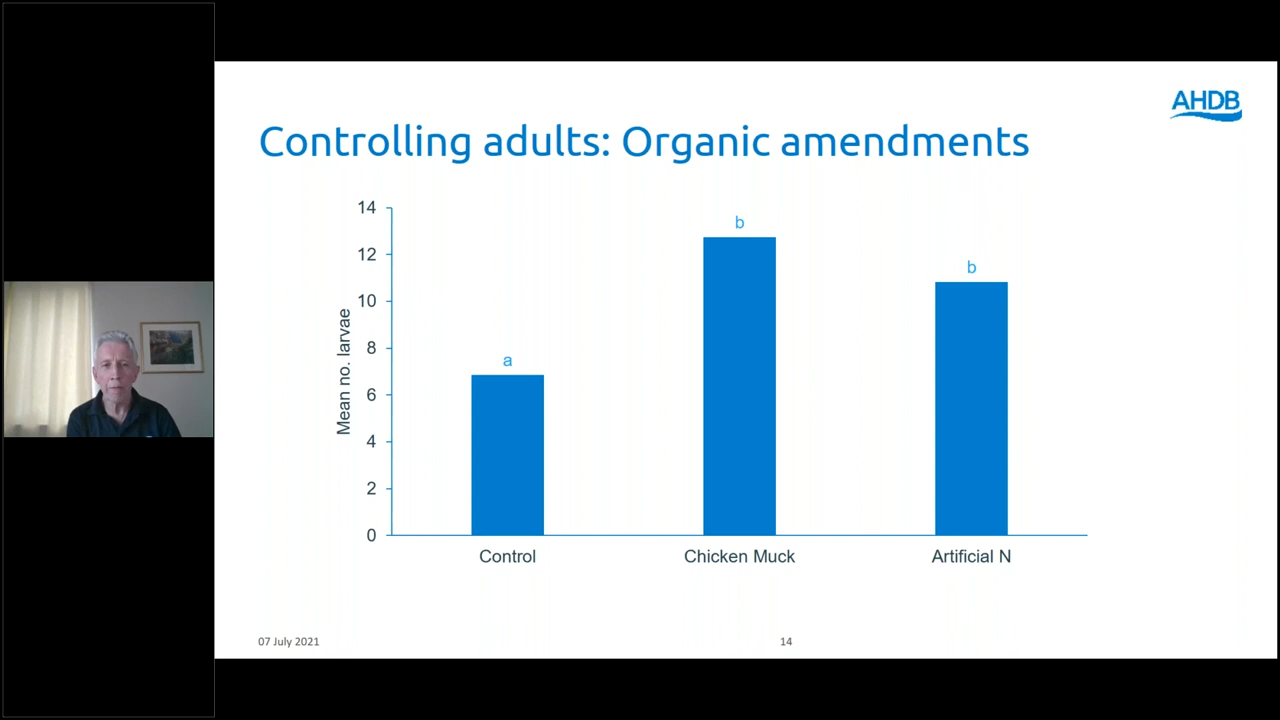 AHDB
Controlling adults: Organic amendments
Mean no. larvae
14
12
10
8
6
4
2
0
a
b
b
Control
Chicken Muck
Artificial N
07 July 2021
14